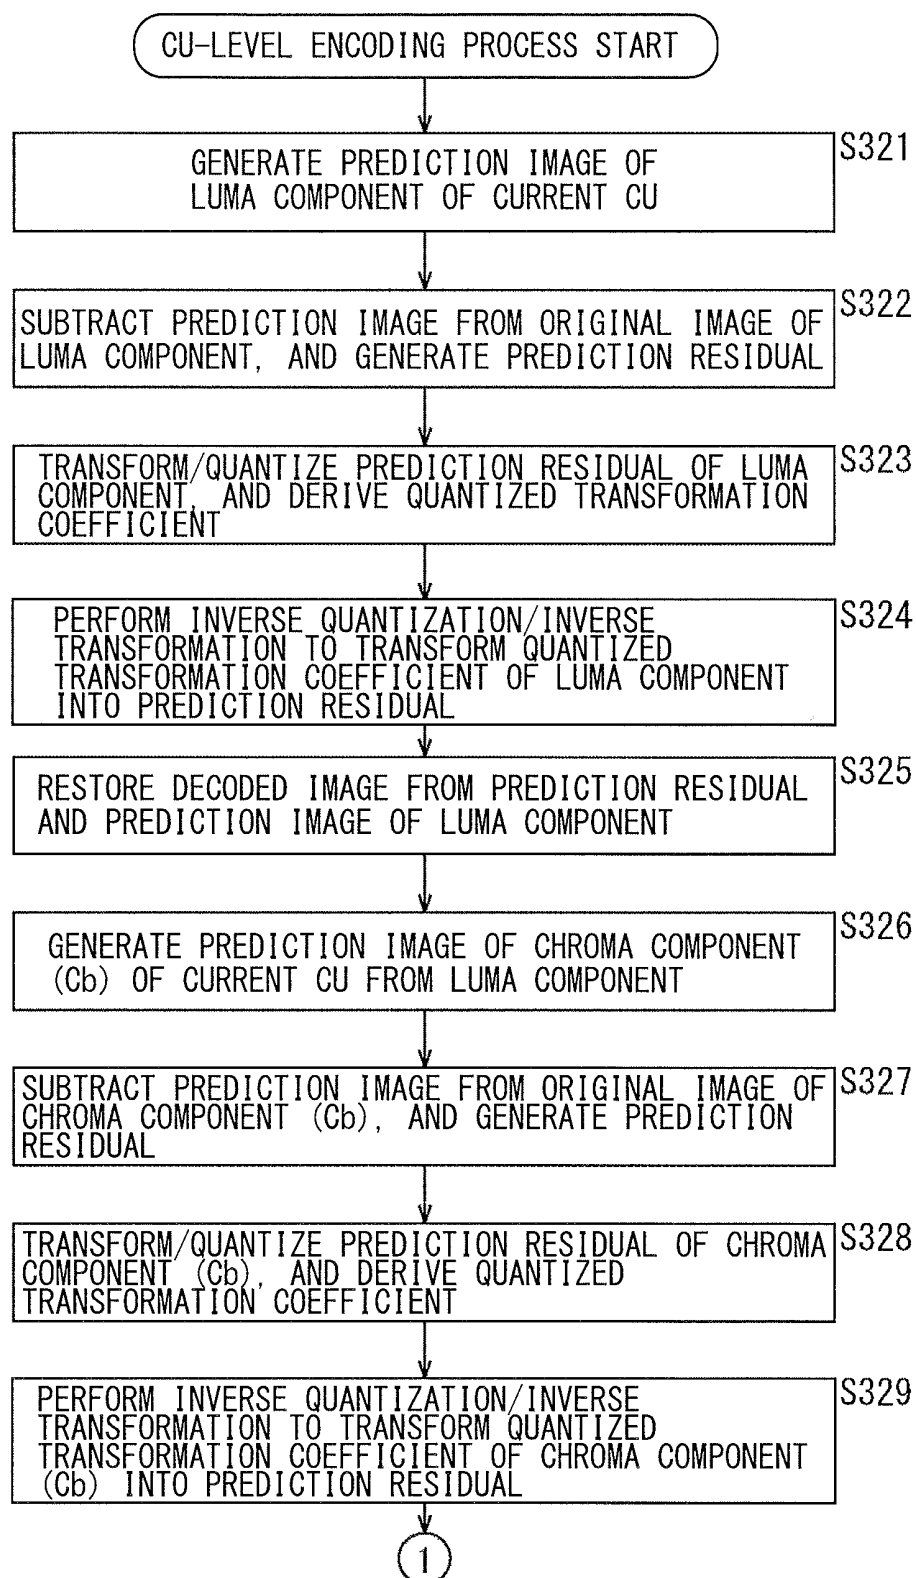 CU-LEVEL ENCODING PROCESS START
S321
GENERATE PREDICTION IMAGE OF
LUMA COMPONENT OF CURRENT CU
S322
SUBTRACT PREDICTION IMAGE FROM ORIGINAL IMAGE OF
LUMA COMPONENT, AND GENERATE PREDICTION RESIDUAL
S323
TRANSFORM/QUANTIZE PREDICTION RESIDUAL OF LUMA
COMPONENT, AND DERIVE QUANTIZED TRANSFORMATION
COEFFICIENT
S324
PERFORM INVERSE QUANTIZATION/INVERSE
TRANSFORMATION TO TRANSFORM QUANTIZED
TRANSFORMATION COEFFICIENT OF LUMA COMPONENT
INTO PREDICTION RESIDUAL
S325
RESTORE DECODED IMAGE FROM PREDICTION RESIDUAL
AND PREDICTION IMAGE OF LUMA COMPONENT
S326
GENERATE PREDICTION IMAGE OF CHROMA COMPONENT
(Cb) OF CURRENT CU FROM LUMA COMPONENT
S327
SUBTRACT PREDICTION IMAGE FROM ORIGINAL IMAGE OF
CHROMA COMPONENT (Cb), AND GENERATE PREDICTION
RESIDUAL
S328
TRANSFORM/QUANTIZE PREDICTION RESIDUAL OF CHROMA
COMPONENT (Cb), AND DERIVE QUANTIZED
TRANSFORMATION COEFFICIENT
S329
PERFORM INVERSE QUANTIZATION/INVERSE
TRANSFORMATION TO TRANSFORM QUANTIZED
TRANSFORMATION COEFFICIENT OF CHROMA COMPONENT
(Cb) INTO PREDICTION RESIDUAL
1